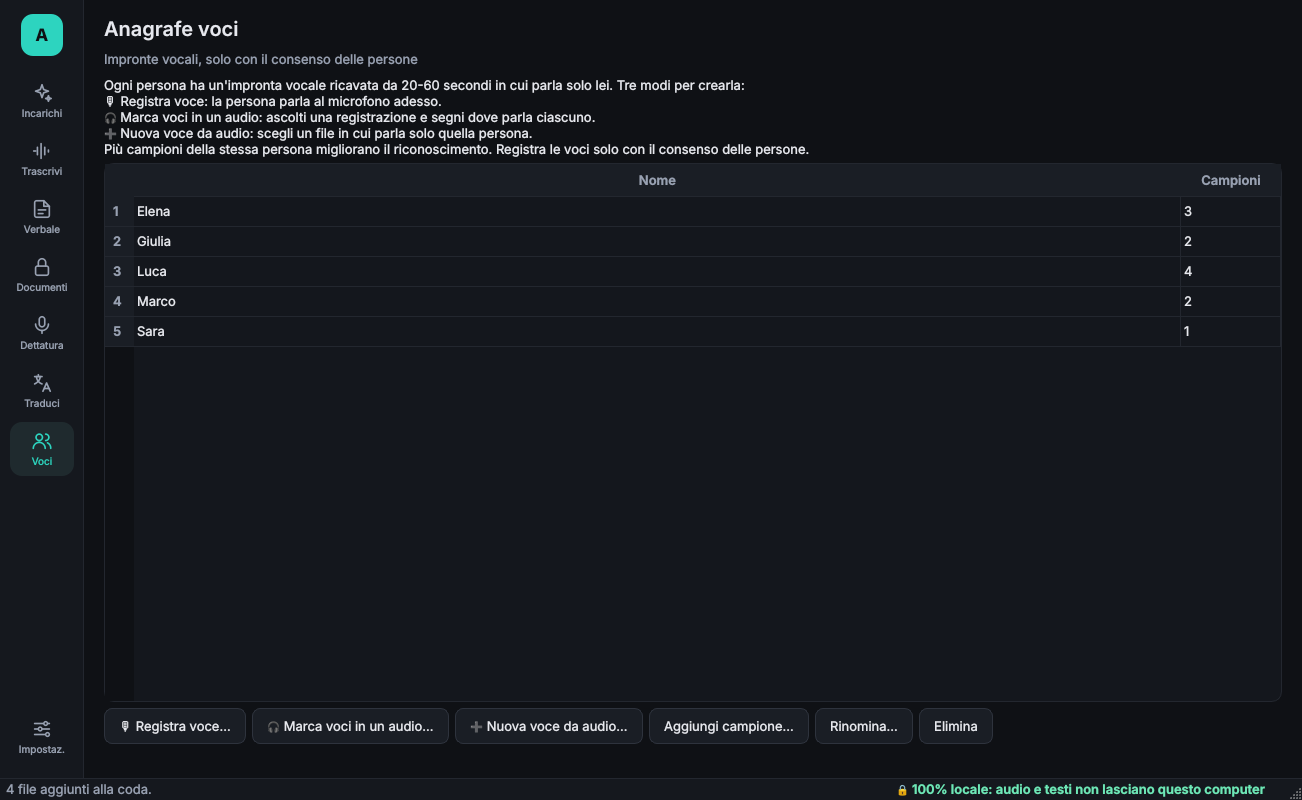 A
Incarichi
Trascrivi
Verbale
Documenti
Dettatura
Traduci
Voci
Impostaz.
Anagrafe voci
Impronte vocali, solo con il consenso delle persone
Ogni persona ha un'impronta vocale ricavata da 20-60 secondi in cui parla solo lei. Tre modi per crearla:
🎙 Registra voce: la persona parla al microfono adesso.
🎧 Marca voci in un audio: ascolti una registrazione e segni dove parla ciascuno.
➕ Nuova voce da audio: scegli un file in cui parla solo quella persona.
Più campioni della stessa persona migliorano il riconoscimento. Registra le voci solo con il consenso delle persone.
Nome Campioni
1 Elena 3
2 Giulia 2
3 Luca 4
4 Marco 2
5 Sara 1
🎙 Registra voce... 🎧 Marca voci in un audio... ➕ Nuova voce da audio... Aggiungi campione... Rinomina... Elimina
4 file aggiunti alla coda. 🔒 100% locale: audio e testi non lasciano questo computer